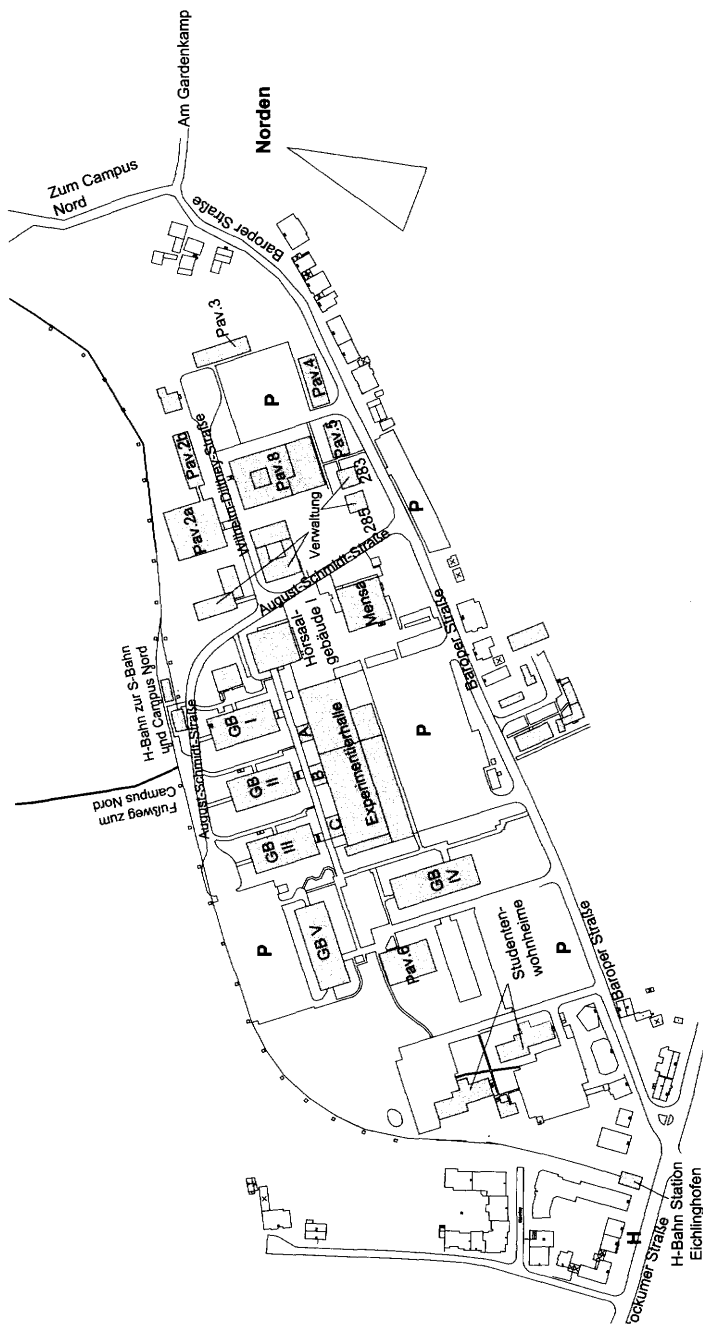 Am Gardenkamp
Zum Campus
Nord
Norden
Baroper Straße
Pav.3
Pav.4
P
Pav.2b
Wilhelm-Dilthey-Straße
Pav.2a
Pav.8
Pav.5
283
285
Verwaltung
P
August-Schmidt-Straße
Mensa
Hörsaal-
gebäude I
H-Bahn zur S-Bahn
und Campus Nord
August-Schmidt-Straße
Baroper Straße
GB
I
A
Experimentierhalle
P
Fußweg zum
Campus Nord
GB
II
B
GB
III
C
GB
IV
P
GB V
Pav.6
Studenten-
wohnheime
P
Baroper Straße
H-Bahn Station
Eichlinghofen
H
ockumer Straße